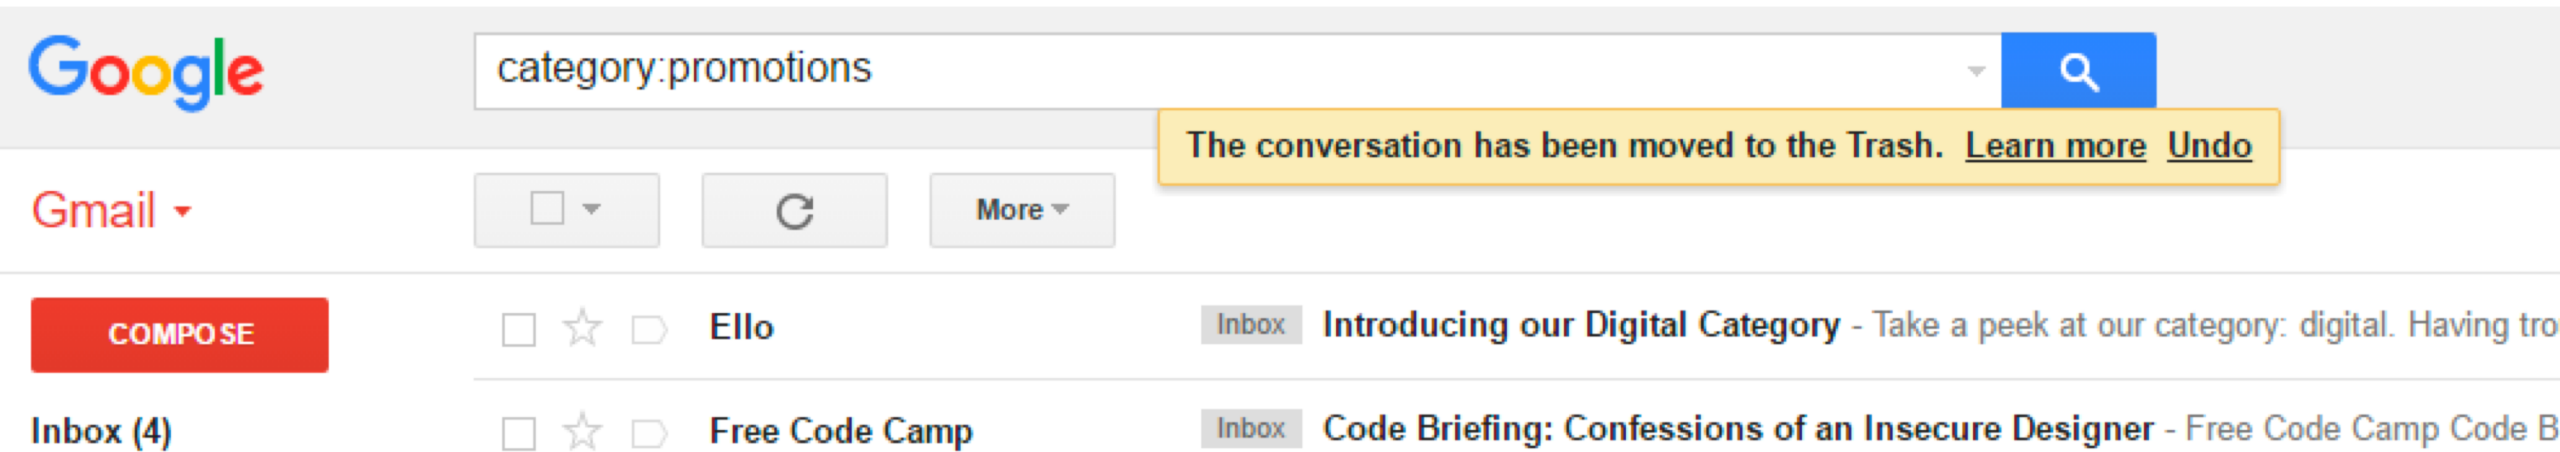 Google
category:promotions
The conversation has been moved to the Trash. Learn more Undo
Gmail
More
COMPOSE
Ello Inbox Introducing our Digital Category - Take a peek at our category: digital. Having
Inbox (4)
Free Code Camp Inbox Code Briefing: Confessions of an Insecure Designer - Free Code Camp Code